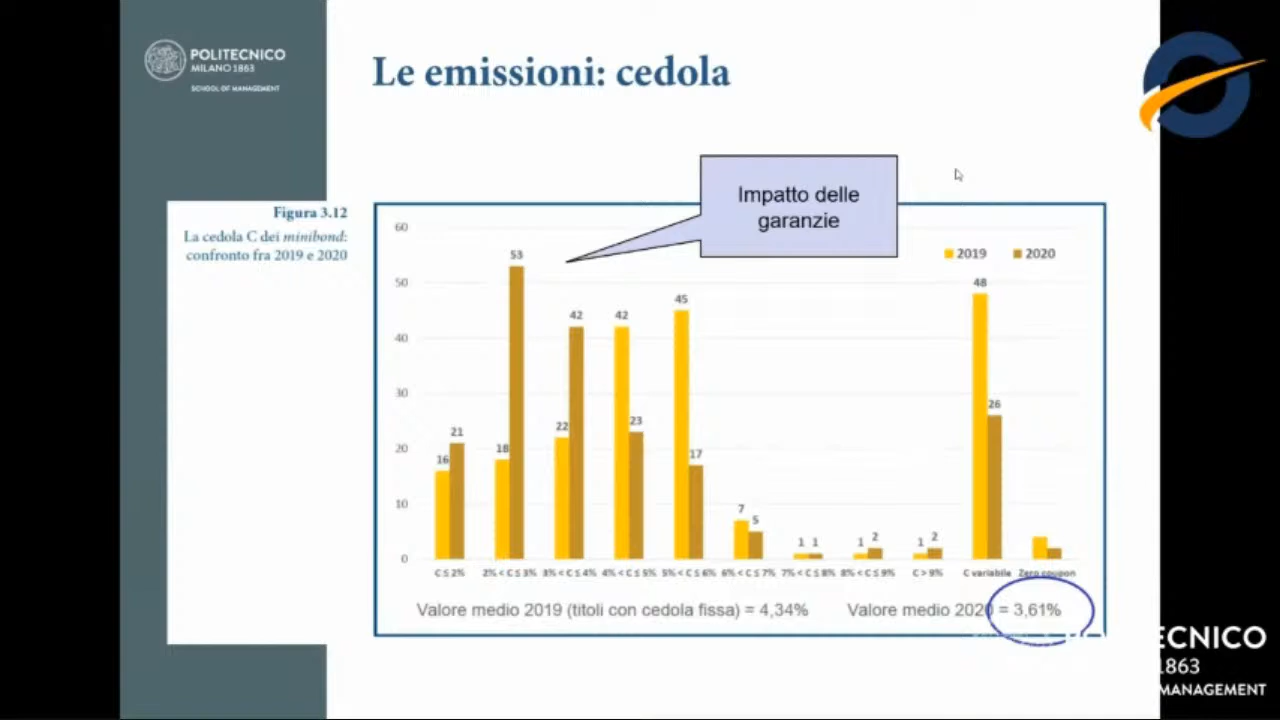 POLITECNICO
MILANO 1863
SCHOOL OF MANAGEMENT
Le emissioni: cedola
Figura 3.12
La cedola C dei minibond:
confronto fra 2019 e 2020
Impatto delle
garanzie
2019 2020
60
50
40
30
20
10
0
16 21
18 53
22 42
42 23
45 17
7 5
1 1
1 2
1 2
48 26
C ≤ 2% 2% < C ≤ 3% 3% < C ≤ 4% 4% < C ≤ 5% 5% < C ≤ 6% 6% < C ≤ 7% 7% < C ≤ 8% 8% < C ≤ 9% C > 9% C variabile Zero coupon
Valore medio 2019 (titoli con cedola fissa) = 4,34% Valore medio 2020 = 3,61%
ECNICO
1863
MANAGEMENT